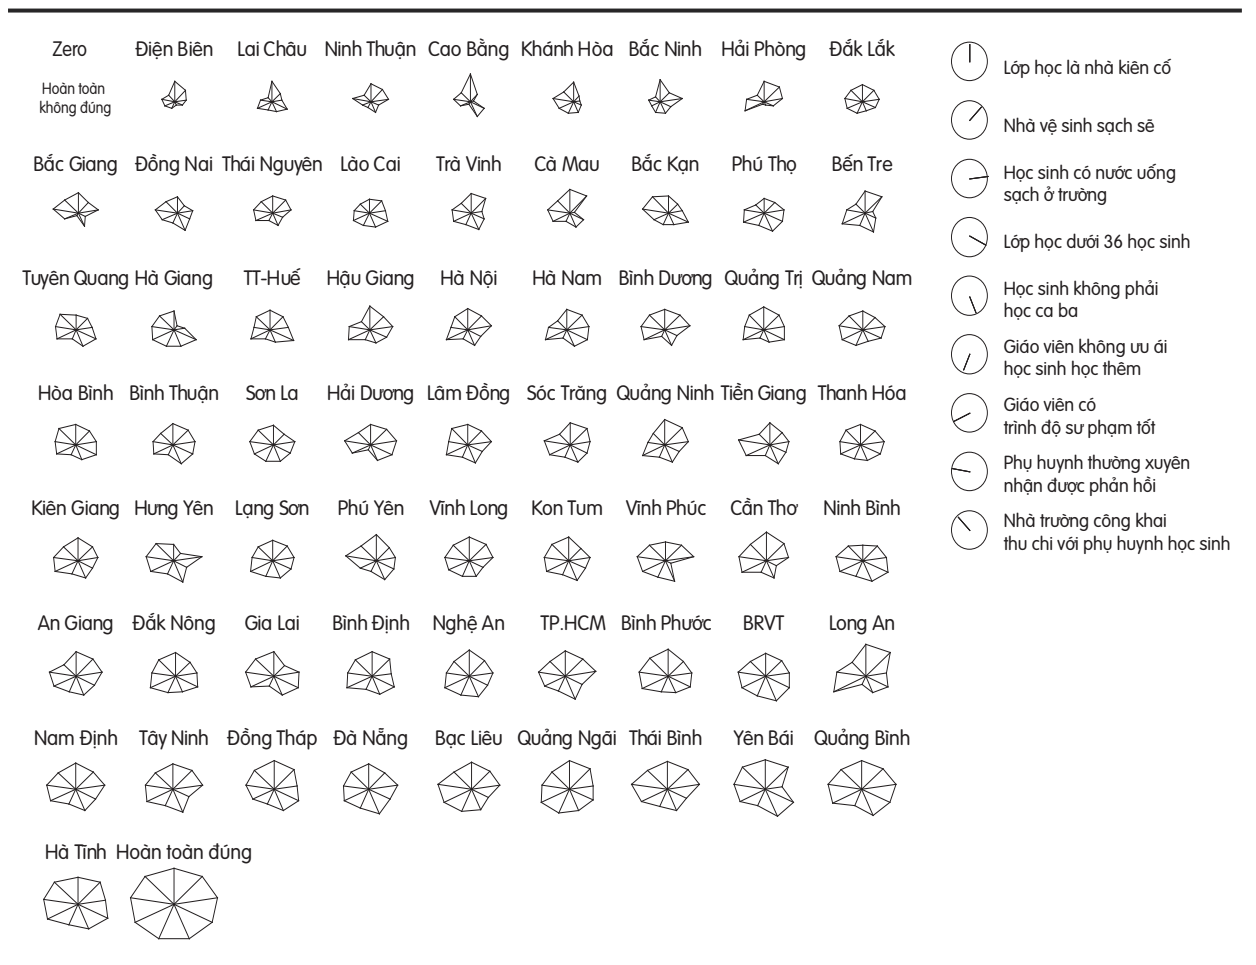 Zero Điện Biên Lai Châu Ninh Thuận Cao Bằng Khánh Hòa Bắc Ninh Hải Phòng Đắk Lắk
Hoàn toàn
không đúng
Bắc Giang Đồng Nai Thái Nguyên Lào Cai Trà Vinh Cà Mau Bắc Kạn Phú Thọ Bến Tre
Tuyên Quang Hà Giang TT-Huế Hậu Giang Hà Nội Hà Nam Bình Dương Quảng Trị Quảng Nam
Hòa Bình Bình Thuận Sơn La Hải Dương Lâm Đồng Sóc Trăng Quảng Ninh Tiền Giang Thanh Hóa
Kiên Giang Hưng Yên Lạng Sơn Phú Yên Vĩnh Long Kon Tum Vĩnh Phúc Cần Thơ Ninh Bình
An Giang Đắk Nông Gia Lai Bình Định Nghệ An TP.HCM Bình Phước BRVT Long An
Nam Định Tây Ninh Đồng Tháp Đà Nẵng Bạc Liêu Quảng Ngãi Thái Bình Yên Bái Quảng Bình
Hà Tĩnh Hoàn toàn đúng
Lớp học là nhà kiên cố
Nhà vệ sinh sạch sẽ
Học sinh có nước uống
sạch ở trường
Lớp học dưới 36 học sinh
Học sinh không phải
học ca ba
Giáo viên không ưu ái
học sinh học thêm
Giáo viên có
trình độ sư phạm tốt
Phụ huynh thường xuyên
nhận được phản hồi
Nhà trường công khai
thu chi với phụ huynh học sinh